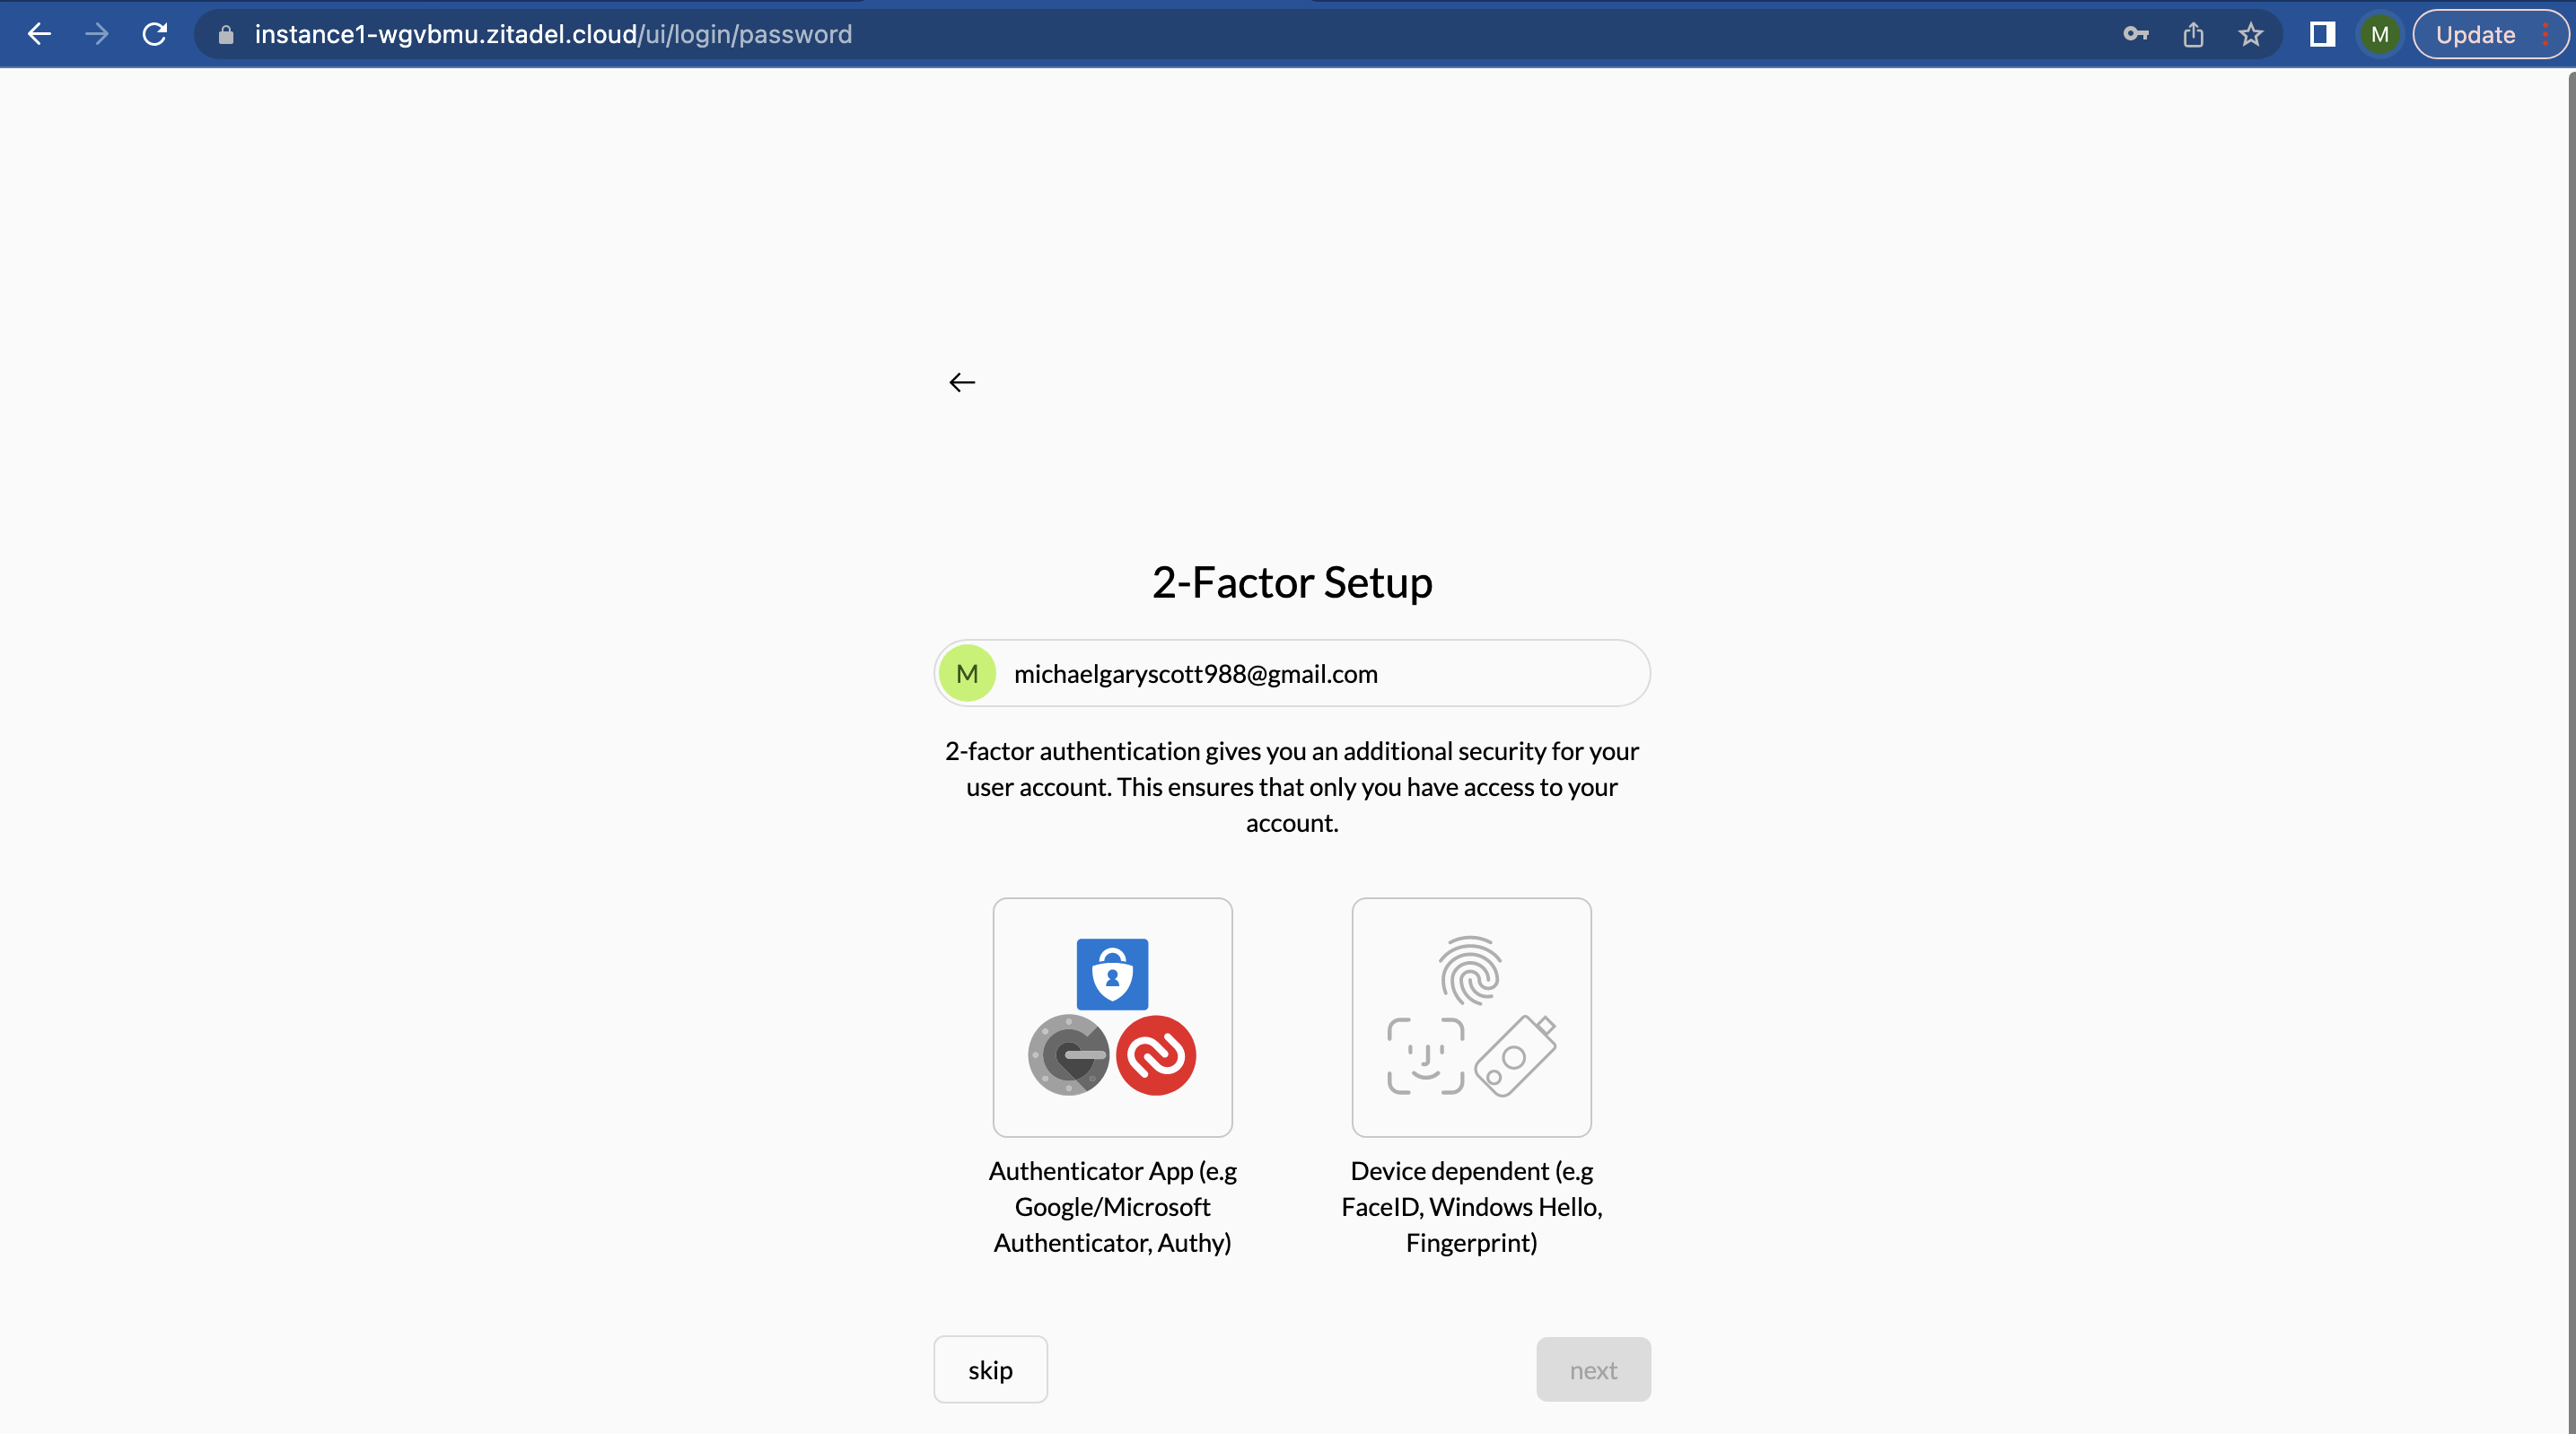 instance1-wgvbmu.zitadel.cloud/ui/login/password
M
Update
2-Factor Setup
M
michaelgaryscott988@gmail.com
2-factor authentication gives you an additional security for your
user account. This ensures that only you have access to your
account.
Authenticator App (e.g
Google/Microsoft
Authenticator, Authy)
Device dependent (e.g
FaceID, Windows Hello,
Fingerprint)
skip
next